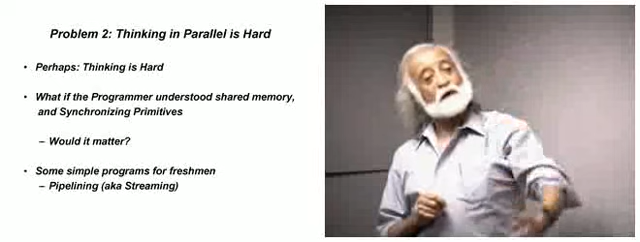 Problem 2: Thinking in Parallel is Hard
• Perhaps: Thinking is Hard
• What if the Programmer understood shared memory,
and Synchronizing Primitives
– Would it matter?
• Some simple programs for freshmen
– Pipelining (aka Streaming)